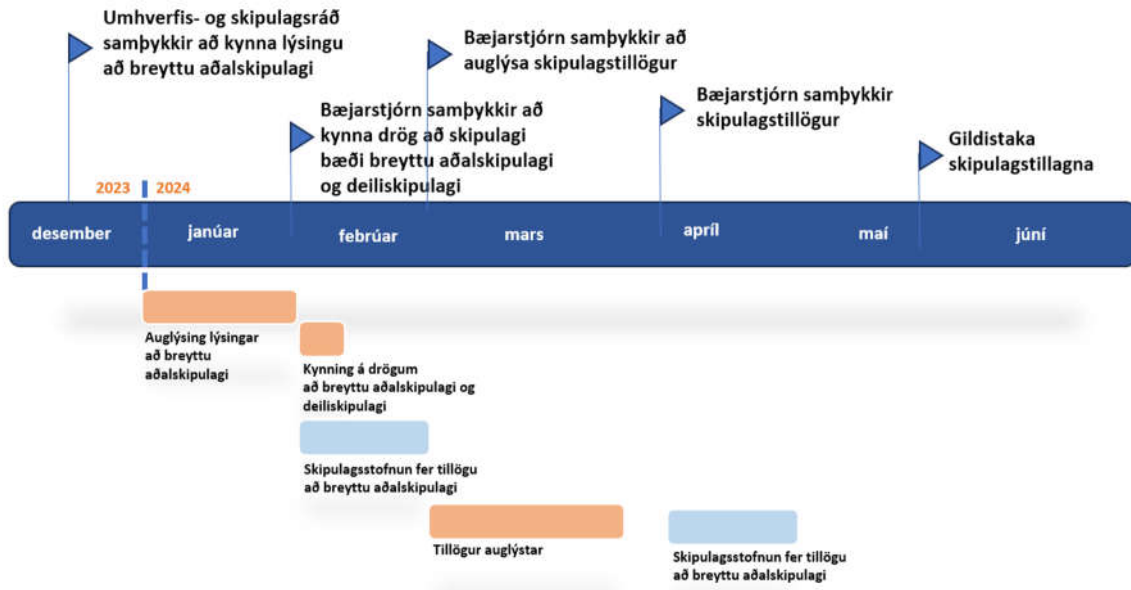 Umhverfis- og skipulagsráð
samþykkir að kynna lýsingu
að breyttu aðalskipulagi
Bæjarstjórn samþykkir að
kynna drög að skipulagi
bæði breyttu aðalskipulagi
og deiliskipulagi
Bæjarstjórn samþykkir að
auglýsa skipulagstillögur
Bæjarstjórn samþykkir
skipulagstillögur
Gildistaka
skipulagstillagna
2023 2024
desember janúar febrúar mars apríl maí júní
Auglýsing lýsingar
að breyttu
aðalskipulagi
Kynning á drögum
að breyttu aðalskipulagi og
deiliskipulagi
Skipulagsstofnun fer tillögu
að breyttu aðalskipulagi
Tillögur auglýstar
Skipulagsstofnun fer tillögu
að breyttu aðalskipulagi